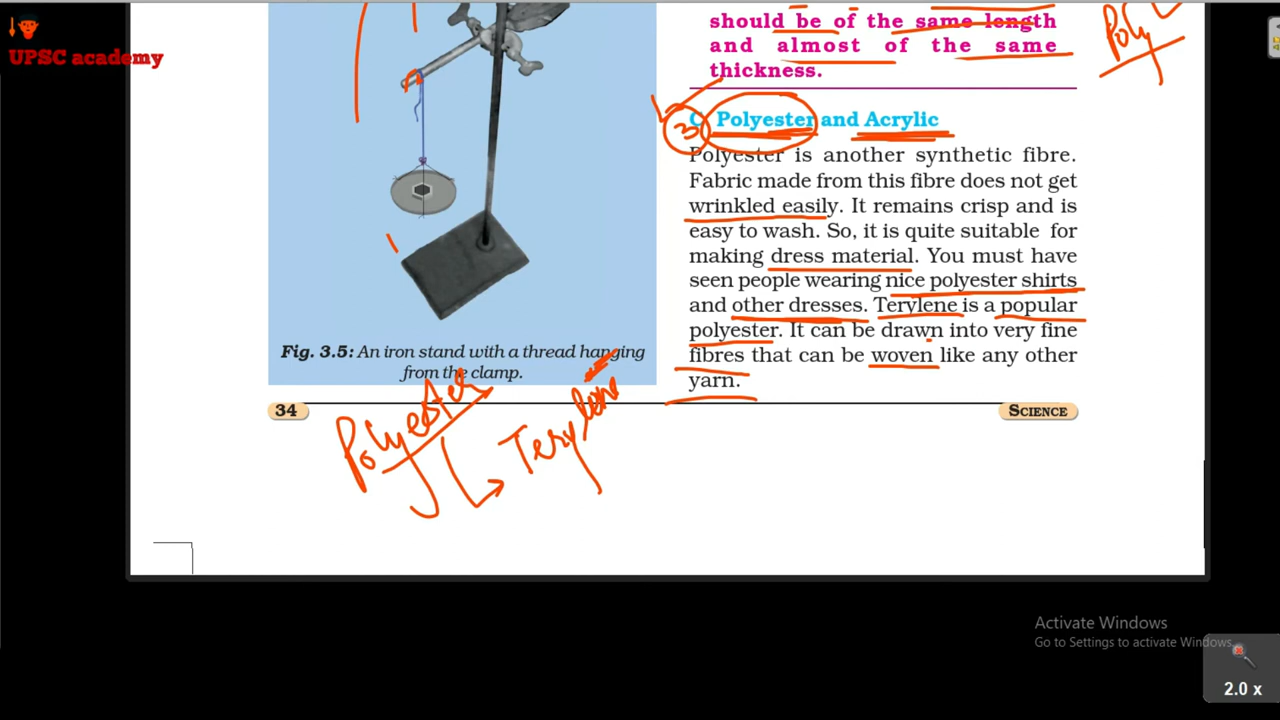 UPSC academy
should be of the same length
and almost of the same
thickness.
Poly
3 Polyester and Acrylic
Polyester is another synthetic fibre.
Fabric made from this fibre does not get
wrinkled easily. It remains crisp and is
easy to wash. So, it is quite suitable for
making dress material. You must have
seen people wearing nice polyester shirts
and other dresses. Terylene is a popular
polyester. It can be drawn into very fine
fibres that can be woven like any other
yarn.
Fig. 3.5: An iron stand with a thread hanging
from the clamp.
34
SCIENCE
Polyester
Terylene
Activate Windows
Go to Settings to activate Windows.
2.0 x